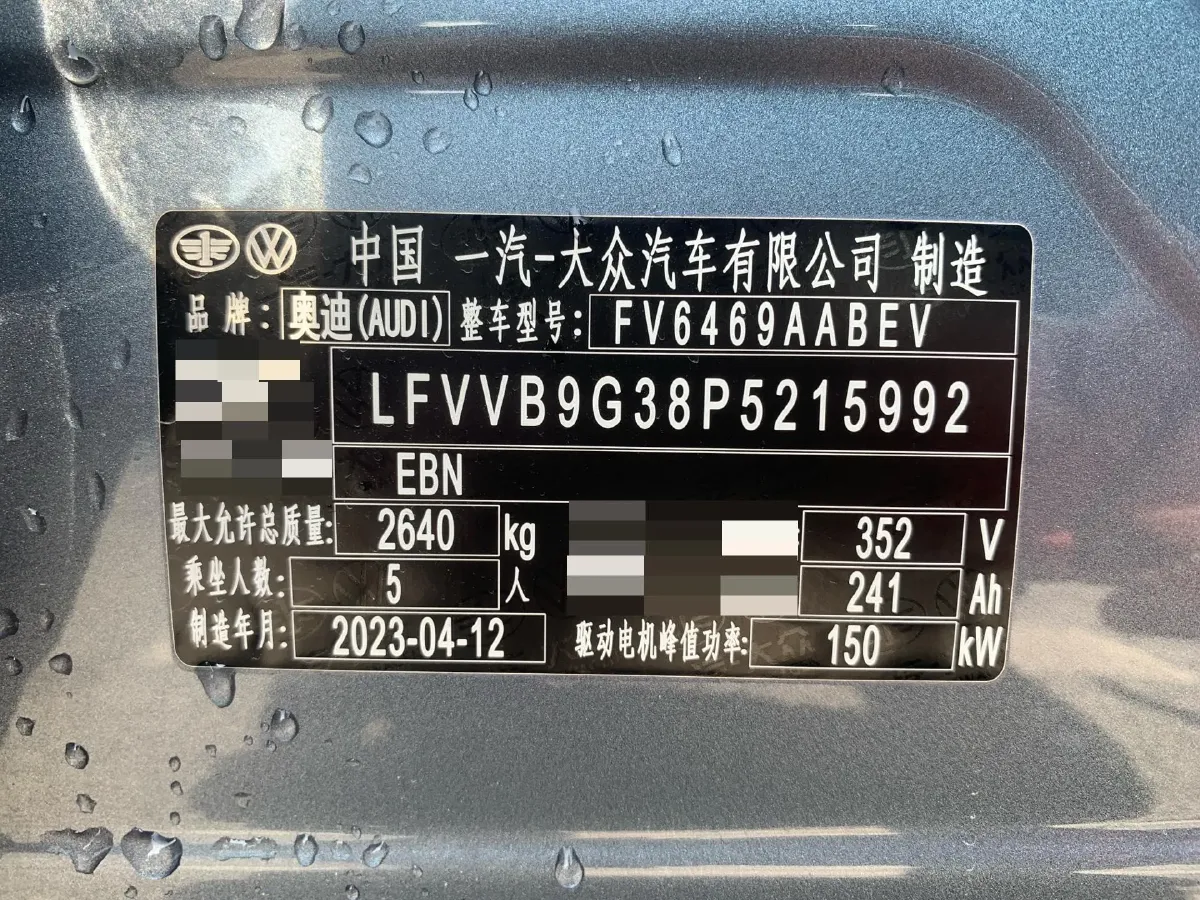 中国 一汽-大众汽车有限公司 制造
品牌: 奥迪(AUDI) 整车型号: FV6469AABEV
LFVVB9G38P5215992
EBN
最大允许总质量: 2640 kg 352 V
乘坐人数: 5 人 241 Ah
制造年月: 2023-04-12 驱动电机峰值功率: 150 kW